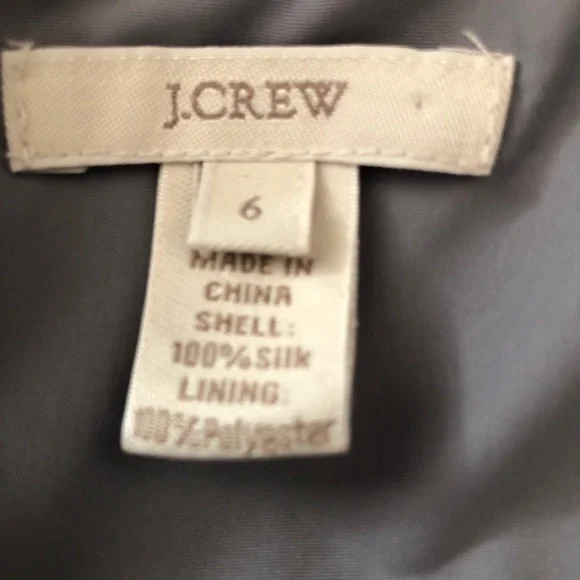 J.CREW
6
MADE IN
CHINA
SHELL:
100%Silk
LINING:
100%Polyester